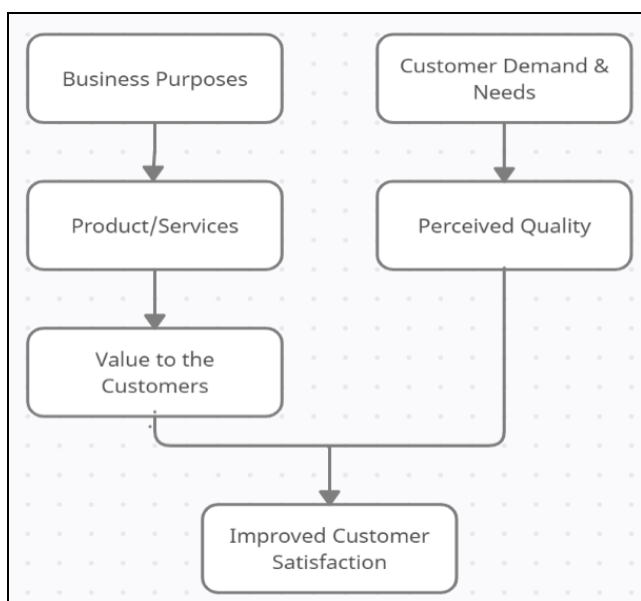 Business Purposes
Customer Demand &
Needs
Product/Services
Perceived Quality
Value to the
Customers
Improved Customer
Satisfaction